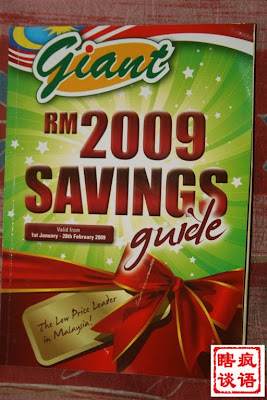 Giant
RM 2009
SAVINGS
guide
Valid from
1st January - 28th February 2009
The Low Price Leader
in Malaysia!
瞎疯
谈语